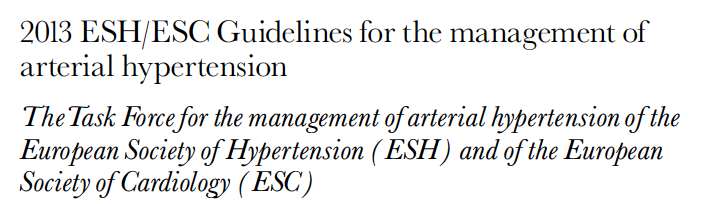 2013 ESH/ESC Guidelines for the management of
arterial hypertension
The Task Force for the management of arterial hypertension of the
European Society of Hypertension (ESH) and of the European
Society of Cardiology (ESC)